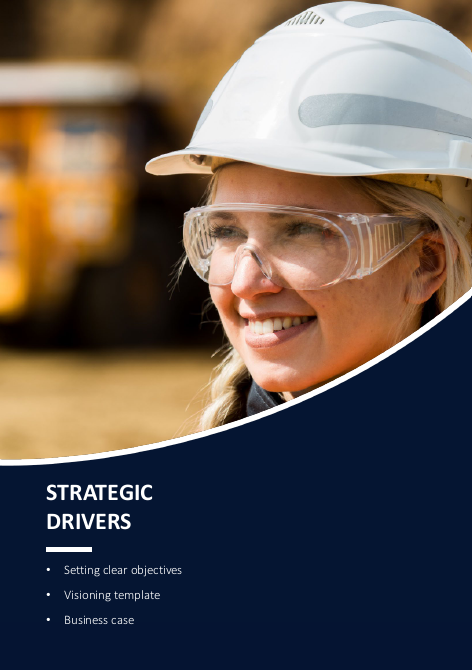 STRATEGIC
DRIVERS
• Setting clear objectives
• Visioning template
• Business case